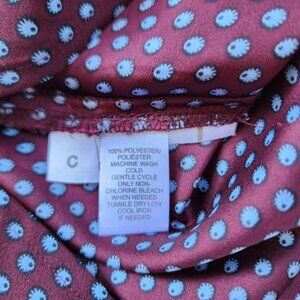 C
100% POLYESTER/
POLIÉSTER
MACHINE WASH
COLD
GENTLE CYCLE
ONLY NON-
CHLORINE BLEACH
WHEN NEEDED
TUMBLE DRY LOW
COOL IRON
IF NEEDED